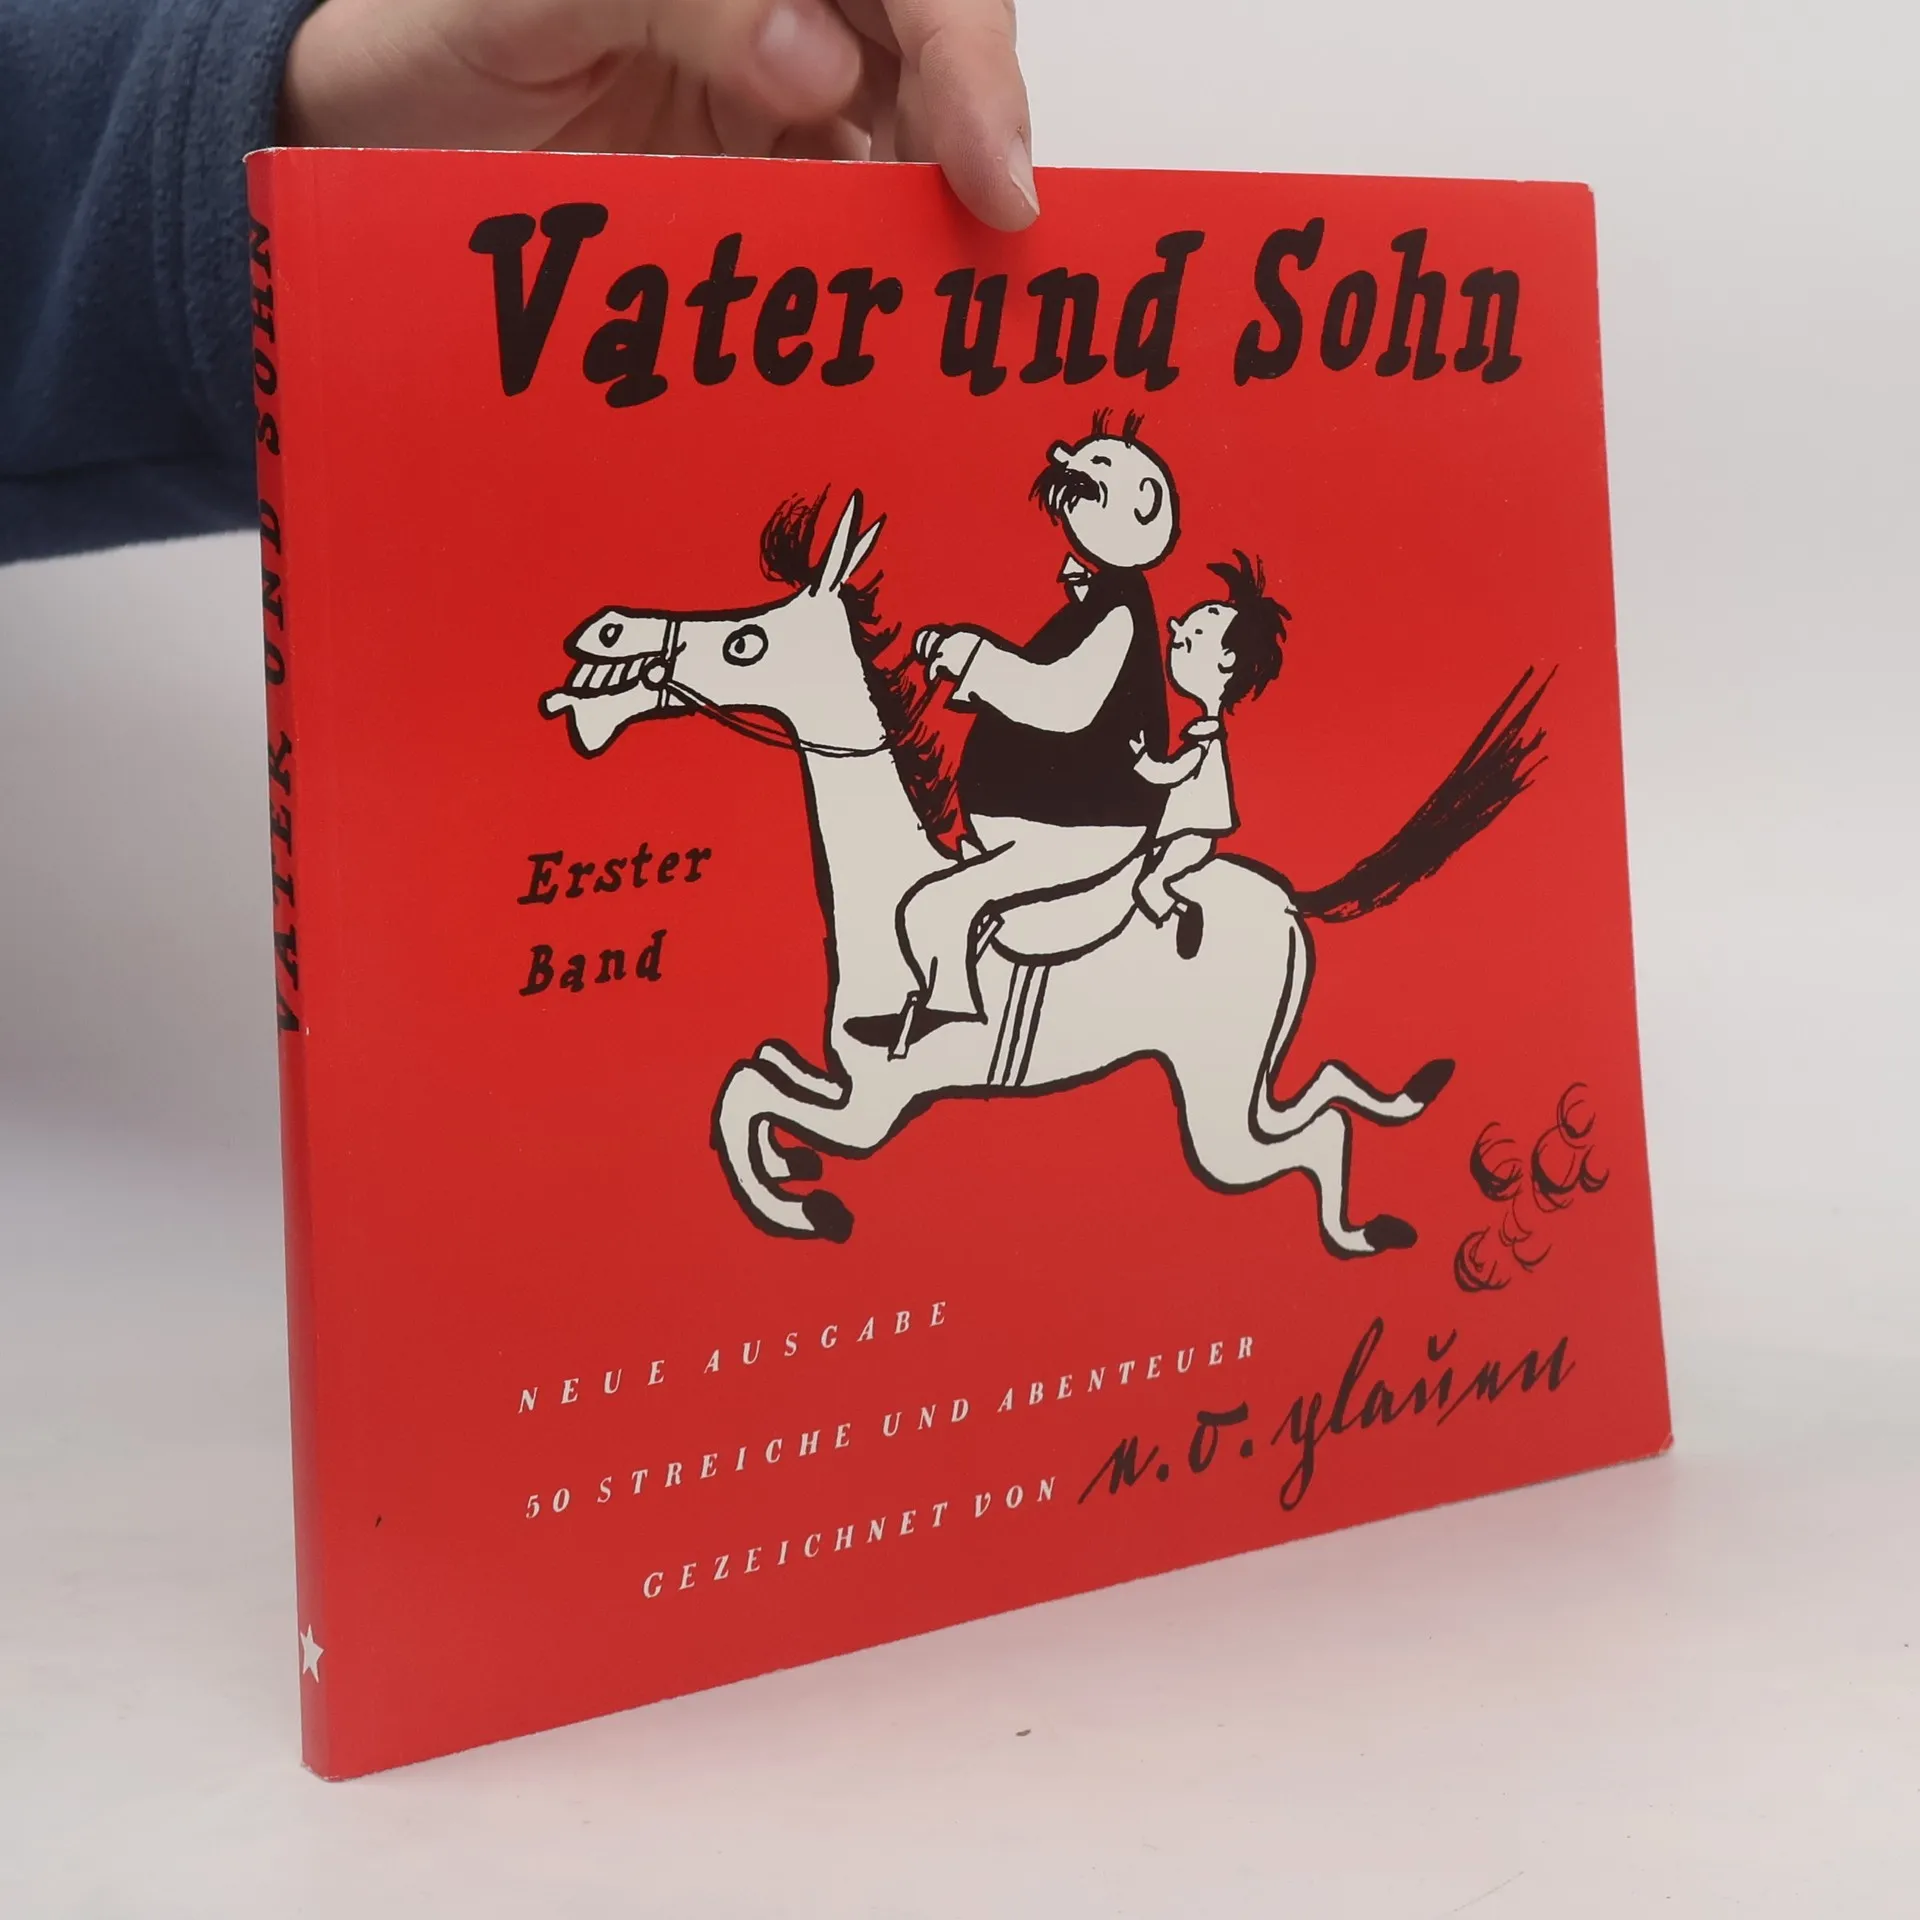 VATER UND SOHN
Vater und Sohn
Erster
Band
NEUE AUSGABE
50 STREICHE UND ABENTEUER
GEZEICHNET VON e.o.plauen